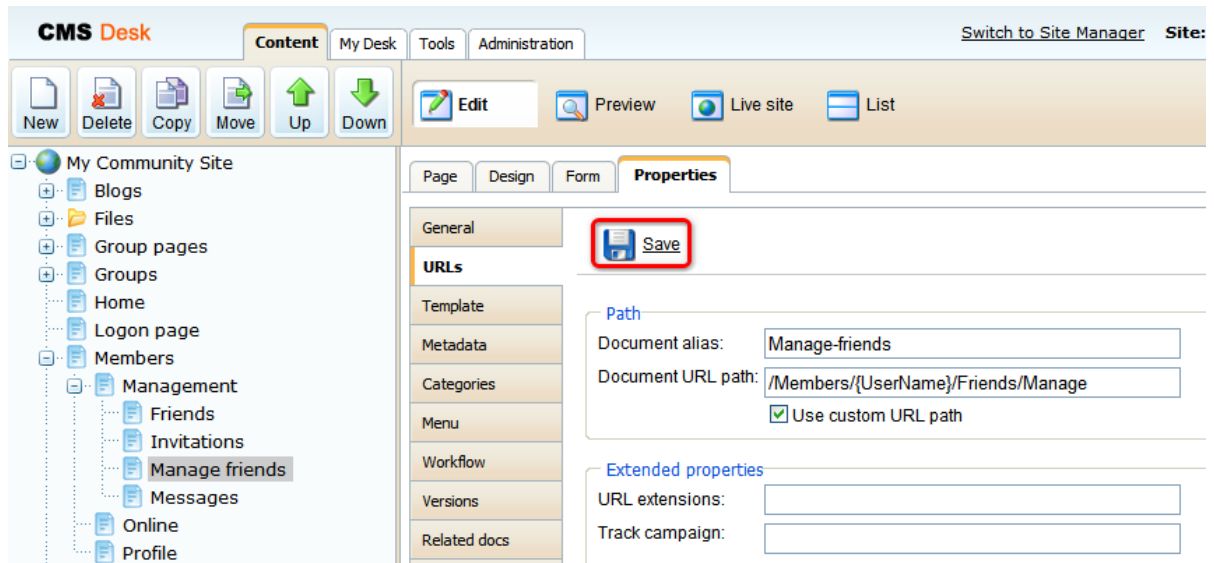 CMS Desk
Content
My Desk
Tools
Administration
Switch to Site Manager
Site:
New
Delete
Copy
Move
Up
Down
Edit
Preview
Live site
List
My Community Site
Blogs
Files
Group pages
Groups
Home
Logon page
Members
Management
Friends
Invitations
Manage friends
Messages
Online
Profile
Page
Design
Form
Properties
General
URLs
Template
Metadata
Categories
Menu
Workflow
Versions
Related docs
Save
Path
Document alias: Manage-friends
Document URL path: /Members/{UserName}/Friends/Manage
Use custom URL path
Extended properties
URL extensions:
Track campaign: